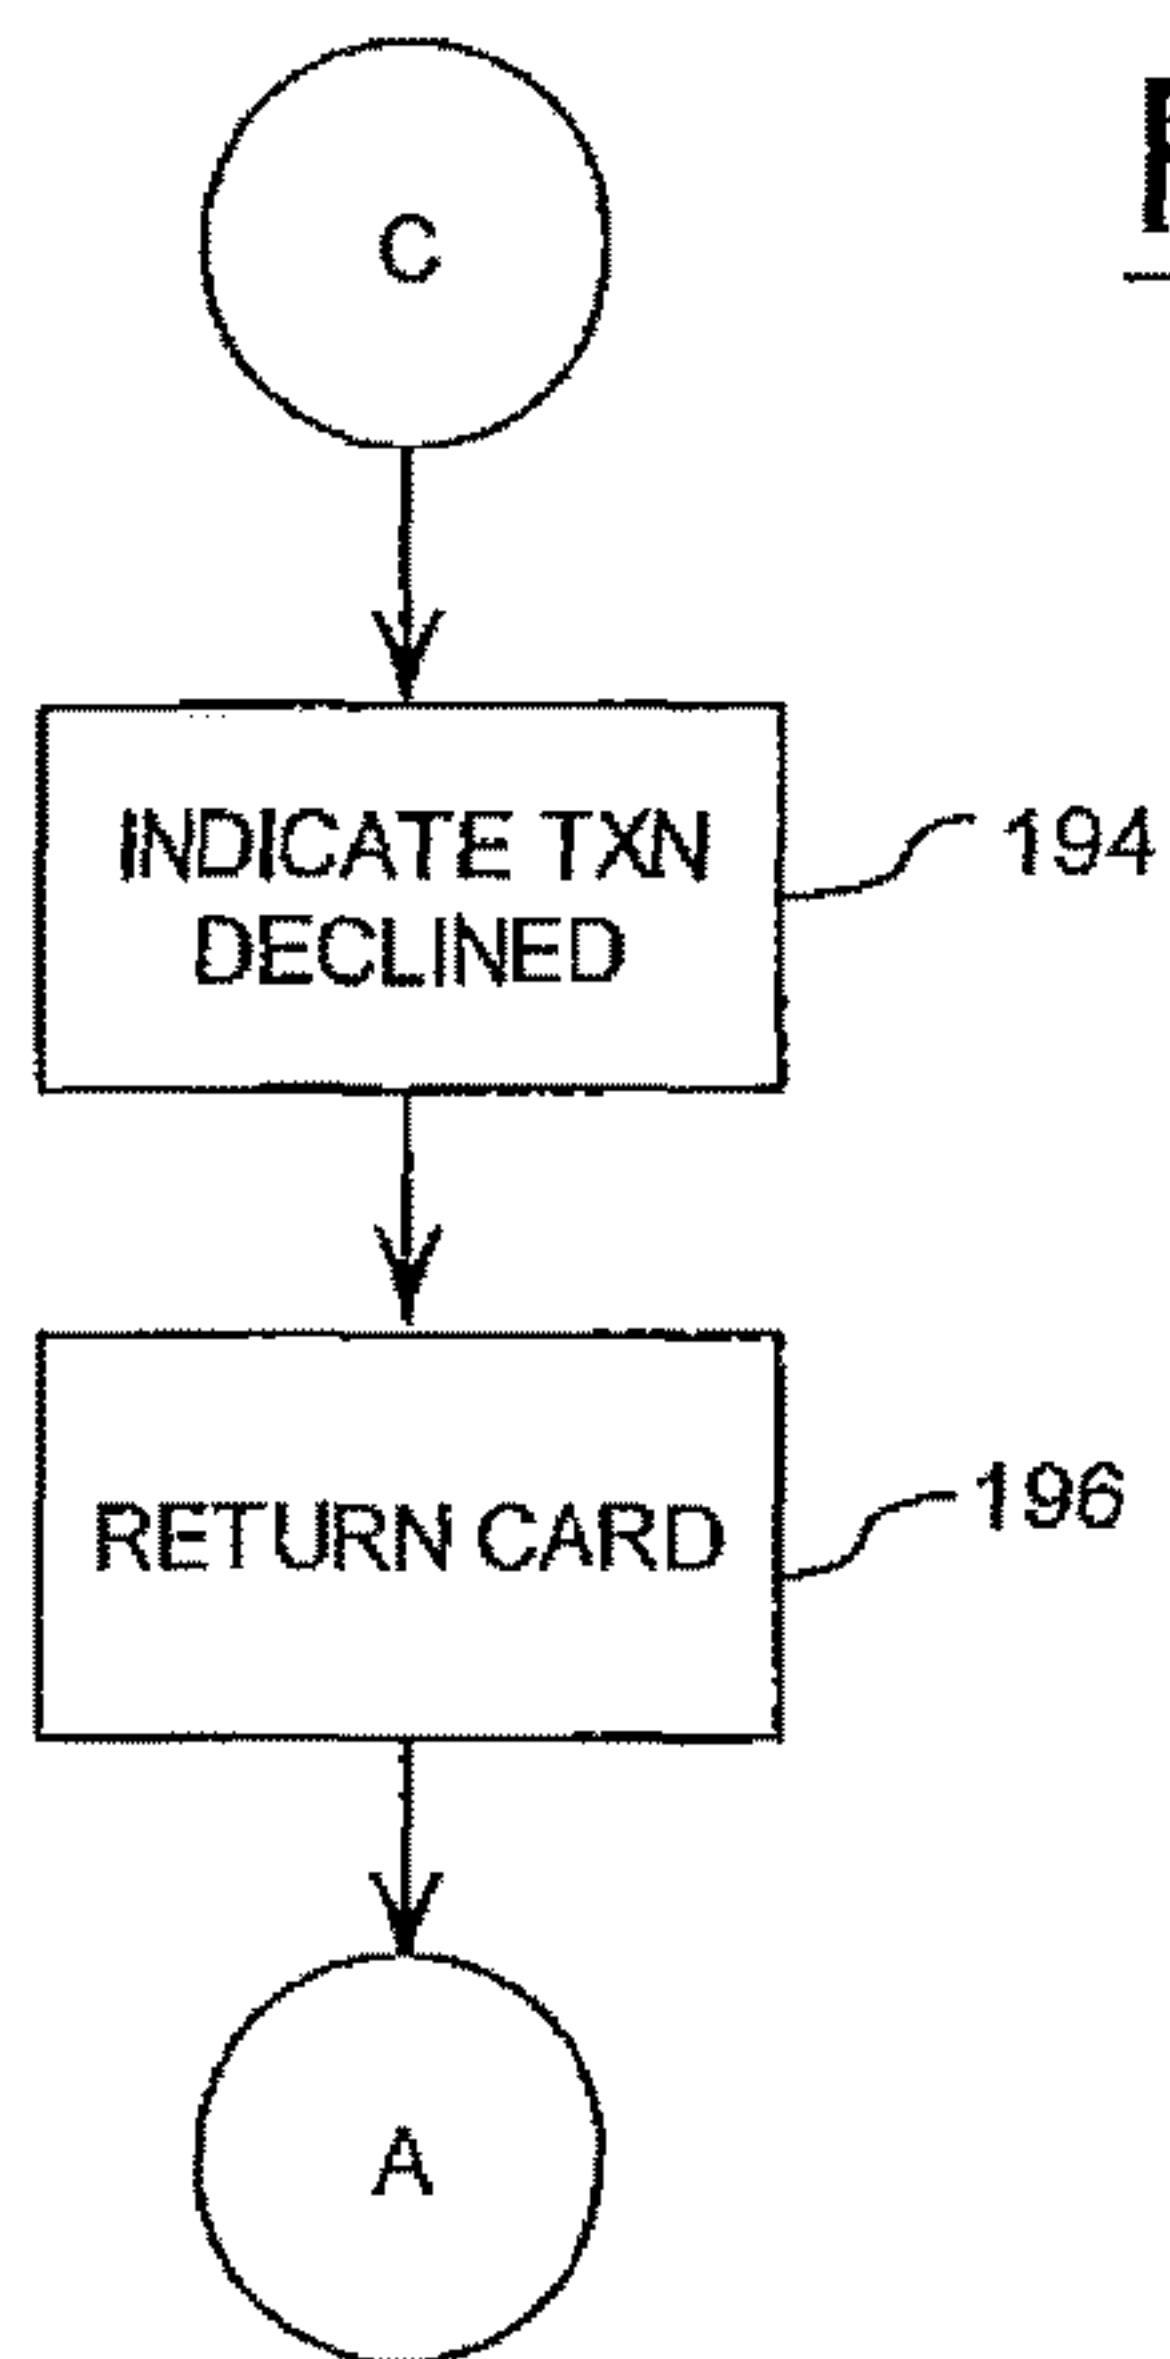 C
INDICATE TXN
DECLINED
194
RETURN CARD
196
A